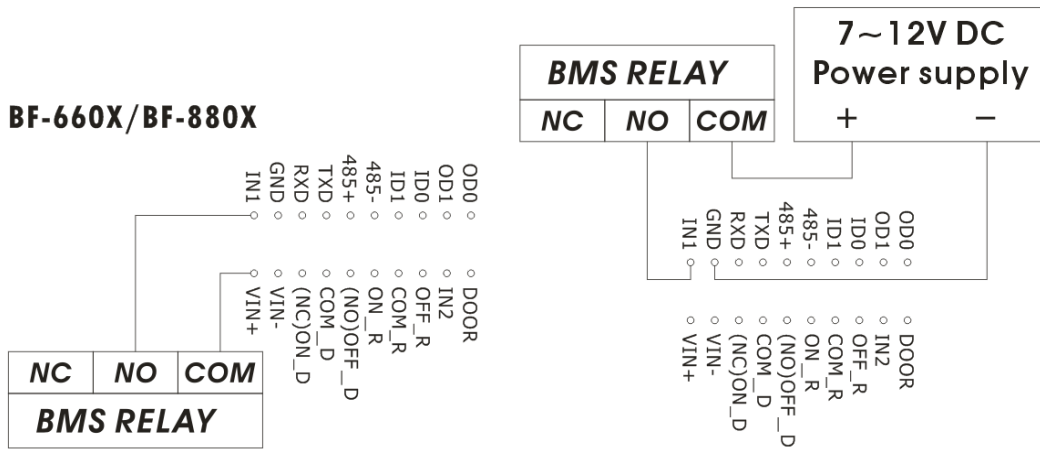 BF-660X/BF-880X
IN1
GND
RXD
TXD
485+
485-
ID1
ID0
OD1
OD0
VIN+
VIN-
(NC)ON_D
COM_D
(NO)OFF_D
ON_R
COM_R
OFF_R
IN2
DOOR
NC NO COM
BMS RELAY
BMS RELAY
NC NO COM
7~12V DC
Power supply
+ −
IN1
GND
RXD
TXD
485+
485-
ID1
ID0
OD1
OD0
VIN+
VIN-
(NC)ON_D
COM_D
(NO)OFF_D
ON_R
COM_R
OFF_R
IN2
DOOR